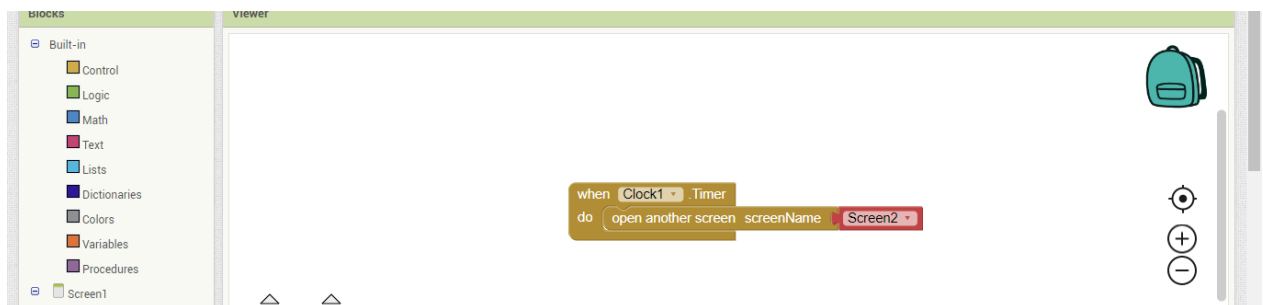 Blocks
Viewer
Built-in
Control
Logic
Math
Text
Lists
Dictionaries
Colors
Variables
Procedures
Screen1
when Clock1 .Timer
do open another screen screenName Screen2